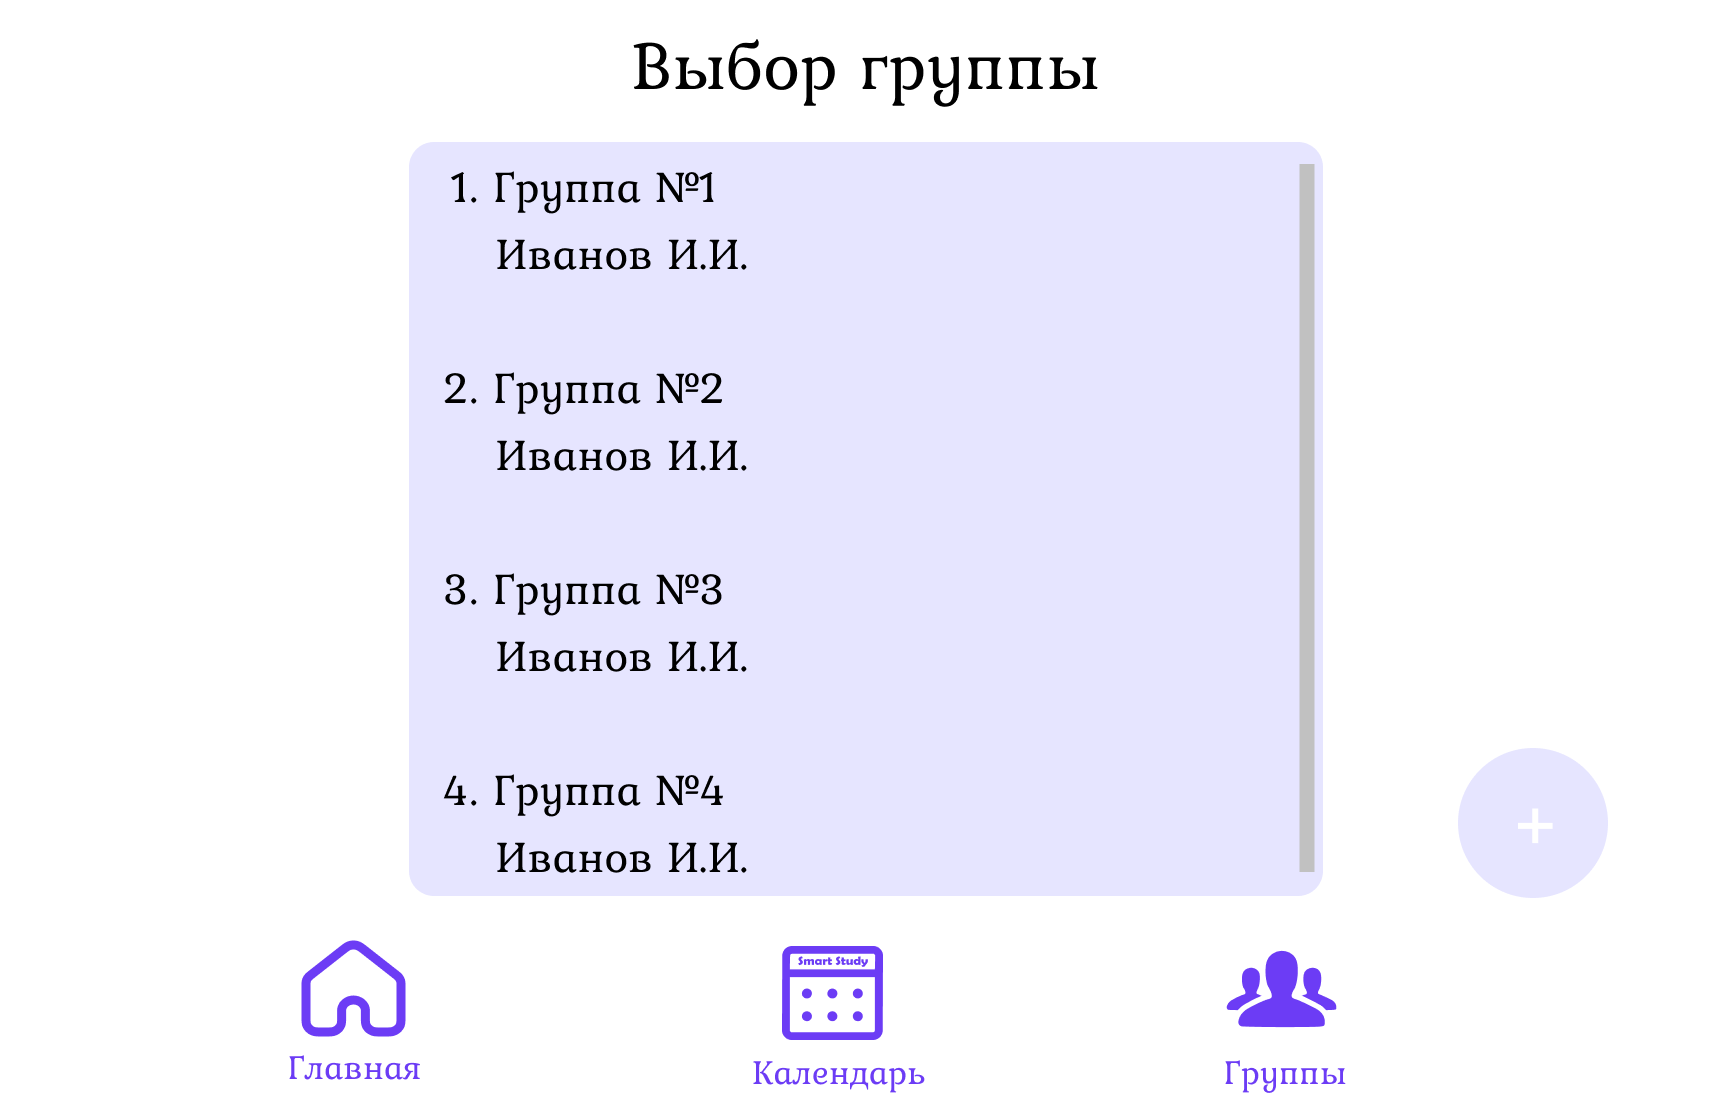 Выбор группы
1. Группа №1
Иванов И.И.
2. Группа №2
Иванов И.И.
3. Группа №3
Иванов И.И.
4. Группа №4
Иванов И.И.
+
Smart Study
Главная
Календарь
Группы